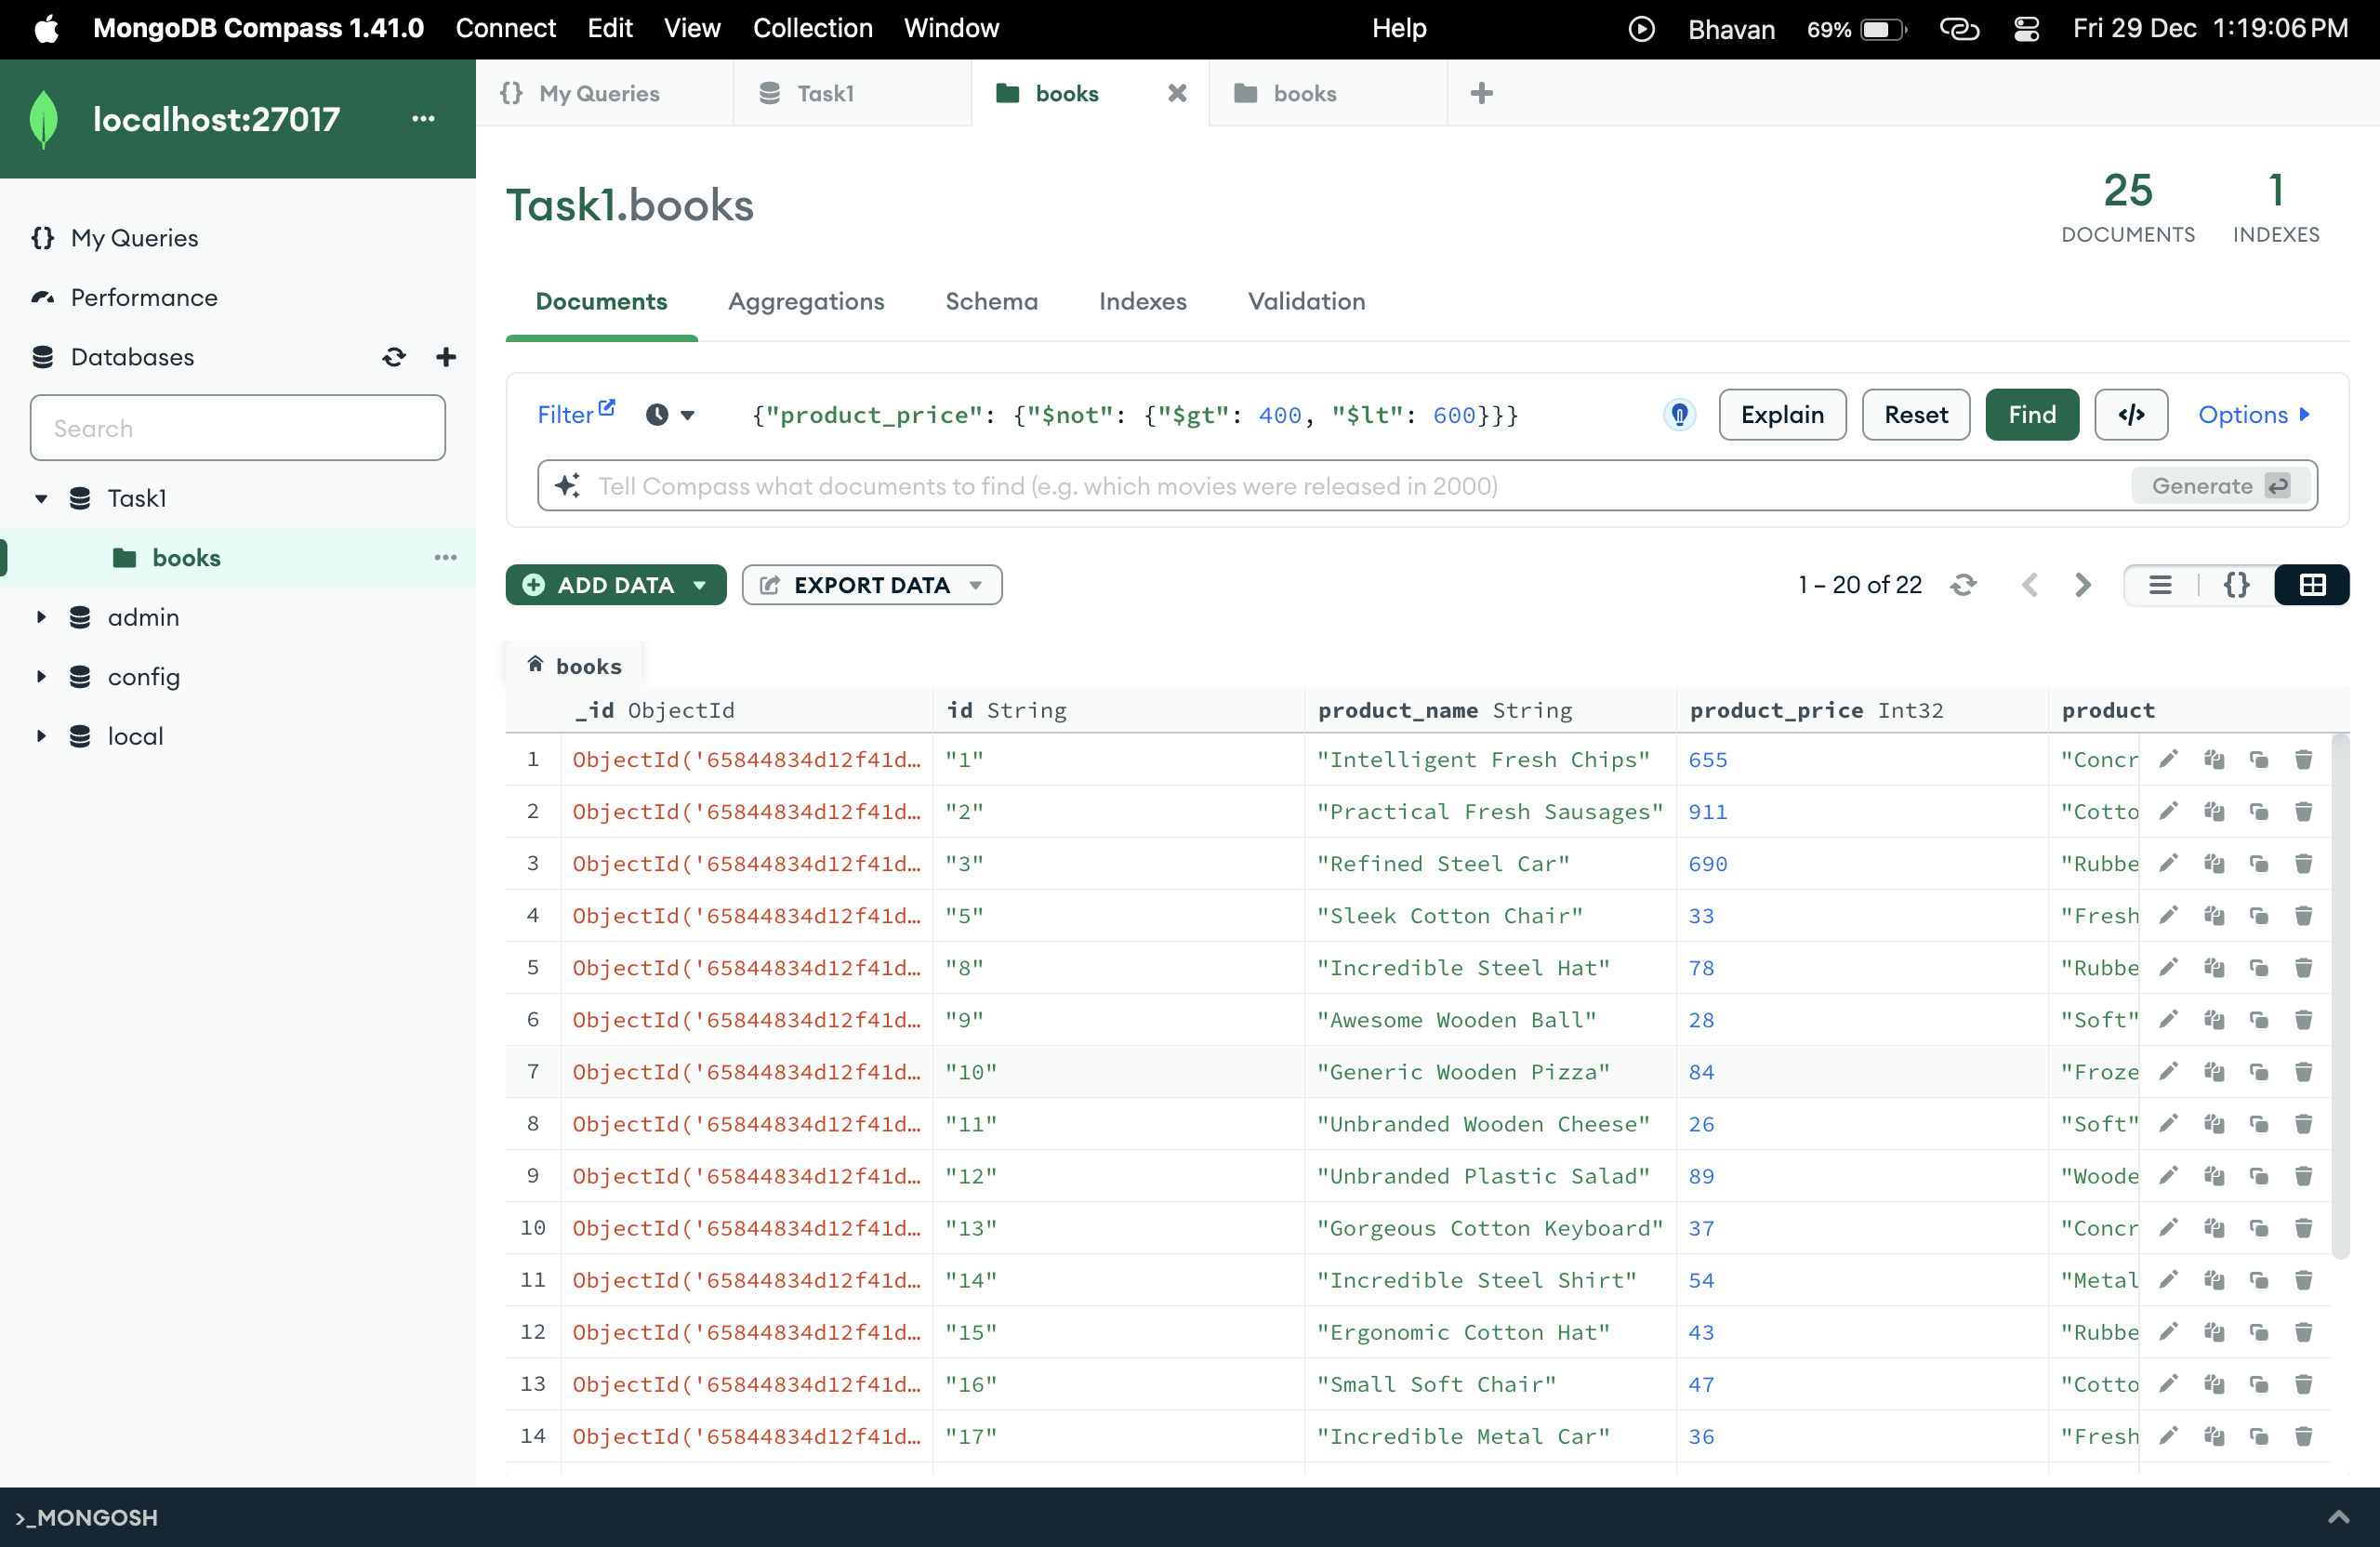 MongoDB Compass 1.41.0 Connect Edit View Collection Window Help Bhavan 69% Fri 29 Dec 1:19:06 PM
localhost:27017 ...
My Queries Task1 books books
My Queries
Performance
Databases
Search
Task1
books
admin
config
local
Task1.books
25 DOCUMENTS
1 INDEXES
Documents Aggregations Schema Indexes Validation
Filter {"product_price": {"$not": {"$gt": 400, "$lt": 600}}} Explain Reset Find </> Options
Tell Compass what documents to find (e.g. which movies were released in 2000) Generate
ADD DATA EXPORT DATA 1 – 20 of 22 {}
books
_id ObjectId id String product_name String product_price Int32 product
1 ObjectId('65844834d12f41d… "1" "Intelligent Fresh Chips" 655 "Concr
2 ObjectId('65844834d12f41d… "2" "Practical Fresh Sausages" 911 "Cotto
3 ObjectId('65844834d12f41d… "3" "Refined Steel Car" 690 "Rubbe
4 ObjectId('65844834d12f41d… "5" "Sleek Cotton Chair" 33 "Fresh
5 ObjectId('65844834d12f41d… "8" "Incredible Steel Hat" 78 "Rubbe
6 ObjectId('65844834d12f41d… "9" "Awesome Wooden Ball" 28 "Soft"
7 ObjectId('65844834d12f41d… "10" "Generic Wooden Pizza" 84 "Froze
8 ObjectId('65844834d12f41d… "11" "Unbranded Wooden Cheese" 26 "Soft"
9 ObjectId('65844834d12f41d… "12" "Unbranded Plastic Salad" 89 "Woode
10 ObjectId('65844834d12f41d… "13" "Gorgeous Cotton Keyboard" 37 "Concr
11 ObjectId('65844834d12f41d… "14" "Incredible Steel Shirt" 54 "Metal
12 ObjectId('65844834d12f41d… "15" "Ergonomic Cotton Hat" 43 "Rubbe
13 ObjectId('65844834d12f41d… "16" "Small Soft Chair" 47 "Cotto
14 ObjectId('65844834d12f41d… "17" "Incredible Metal Car" 36 "Fresh
>_MONGOSH